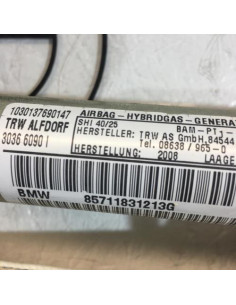 1030137690147
TRW ALFDORF
3036 6090 I
AIRBAG - HYBRIDGAS - GENERAT
SHI 40/25 BAM-PT1-
HERSTELLER: TRW AS GmbH, 84544
Tel. 08638 / 965-0
HERSTELLUNG: 2008 LAAGE
BMW 85711831213G